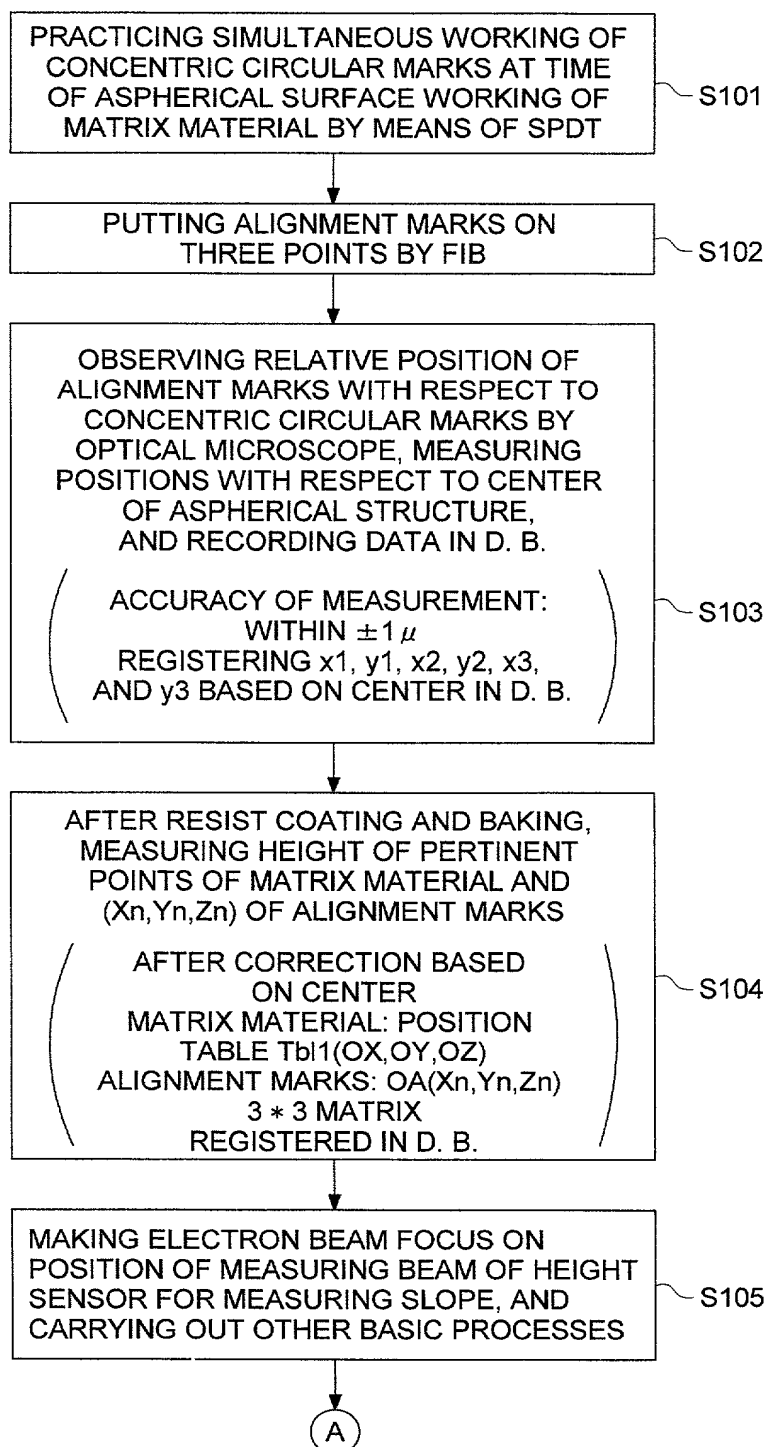 PRACTICING SIMULTANEOUS WORKING OF
CONCENTRIC CIRCULAR MARKS AT TIME
OF ASPHERICAL SURFACE WORKING OF
MATRIX MATERIAL BY MEANS OF SPDT
S101
PUTTING ALIGNMENT MARKS ON
THREE POINTS BY FIB
S102
OBSERVING RELATIVE POSITION OF
ALIGNMENT MARKS WITH RESPECT TO
CONCENTRIC CIRCULAR MARKS BY
OPTICAL MICROSCOPE, MEASURING
POSITIONS WITH RESPECT TO CENTER
OF ASPHERICAL STRUCTURE,
AND RECORDING DATA IN D. B.
ACCURACY OF MEASUREMENT:
WITHIN ±1 μ
REGISTERING x1, y1, x2, y2, x3,
AND y3 BASED ON CENTER IN D. B.
S103
AFTER RESIST COATING AND BAKING,
MEASURING HEIGHT OF PERTINENT
POINTS OF MATRIX MATERIAL AND
(Xn,Yn,Zn) OF ALIGNMENT MARKS
AFTER CORRECTION BASED
ON CENTER
MATRIX MATERIAL: POSITION
TABLE Tbl1(OX,OY,OZ)
ALIGNMENT MARKS: OA(Xn,Yn,Zn)
3 * 3 MATRIX
REGISTERED IN D. B.
S104
MAKING ELECTRON BEAM FOCUS ON
POSITION OF MEASURING BEAM OF HEIGHT
SENSOR FOR MEASURING SLOPE, AND
CARRYING OUT OTHER BASIC PROCESSES
S105
A